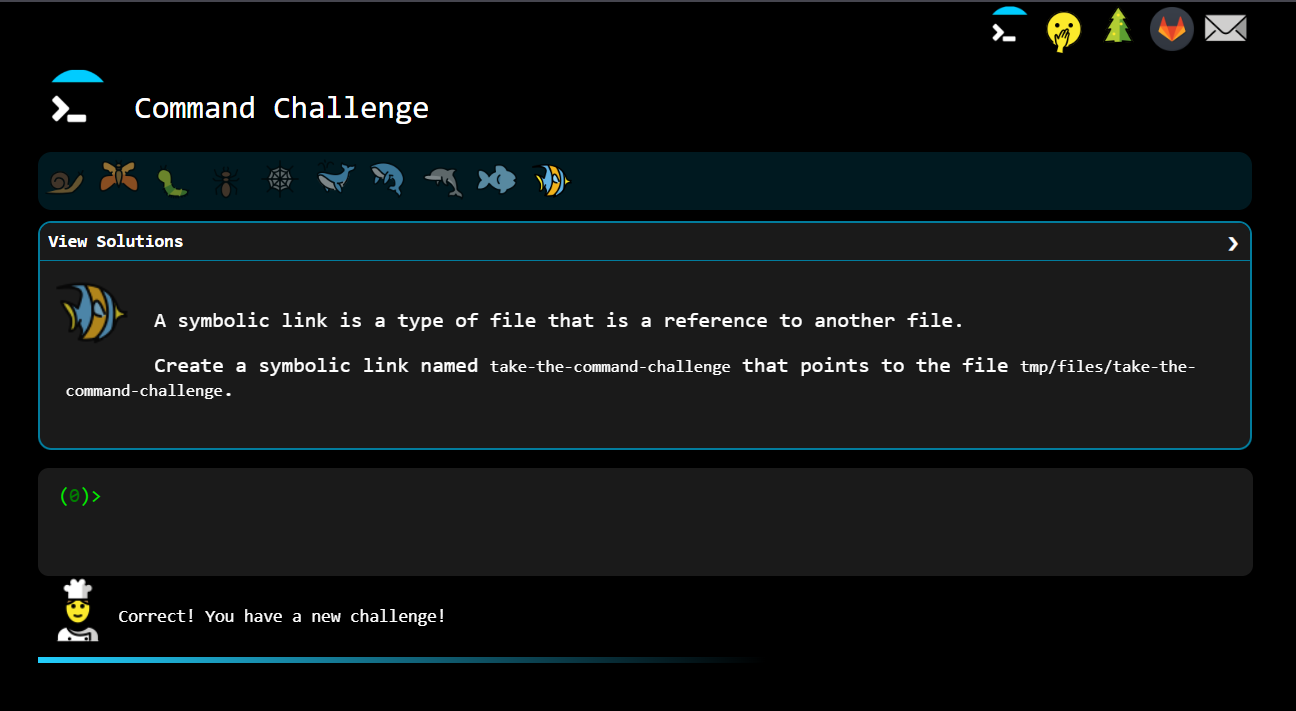 Command Challenge
View Solutions
A symbolic link is a type of file that is a reference to another file.
Create a symbolic link named take-the-command-challenge that points to the file tmp/files/take-the-
command-challenge.
(0)>
Correct! You have a new challenge!